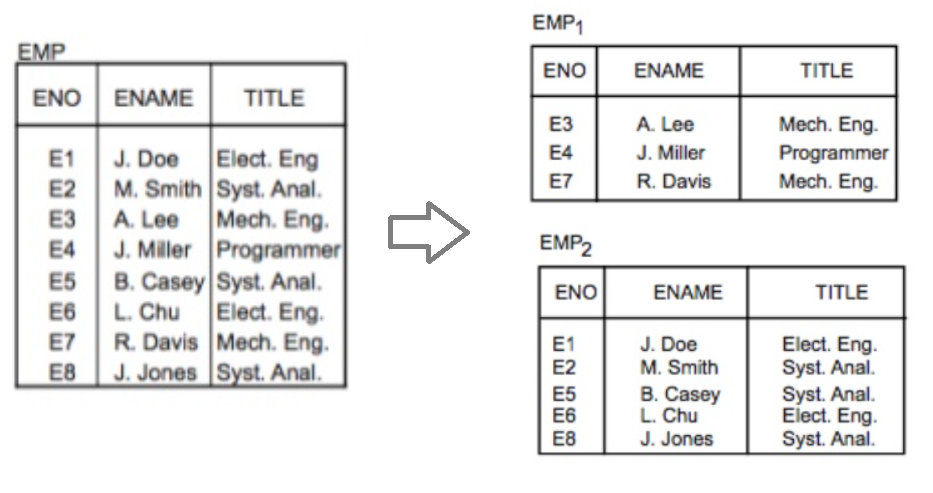 EMP
ENO ENAME TITLE
E1 J. Doe Elect. Eng
E2 M. Smith Syst. Anal.
E3 A. Lee Mech. Eng.
E4 J. Miller Programmer
E5 B. Casey Syst. Anal.
E6 L. Chu Elect. Eng.
E7 R. Davis Mech. Eng.
E8 J. Jones Syst. Anal.
EMP1
ENO ENAME TITLE
E3 A. Lee Mech. Eng.
E4 J. Miller Programmer
E7 R. Davis Mech. Eng.
EMP2
ENO ENAME TITLE
E1 J. Doe Elect. Eng.
E2 M. Smith Syst. Anal.
E5 B. Casey Syst. Anal.
E6 L. Chu Elect. Eng.
E8 J. Jones Syst. Anal.